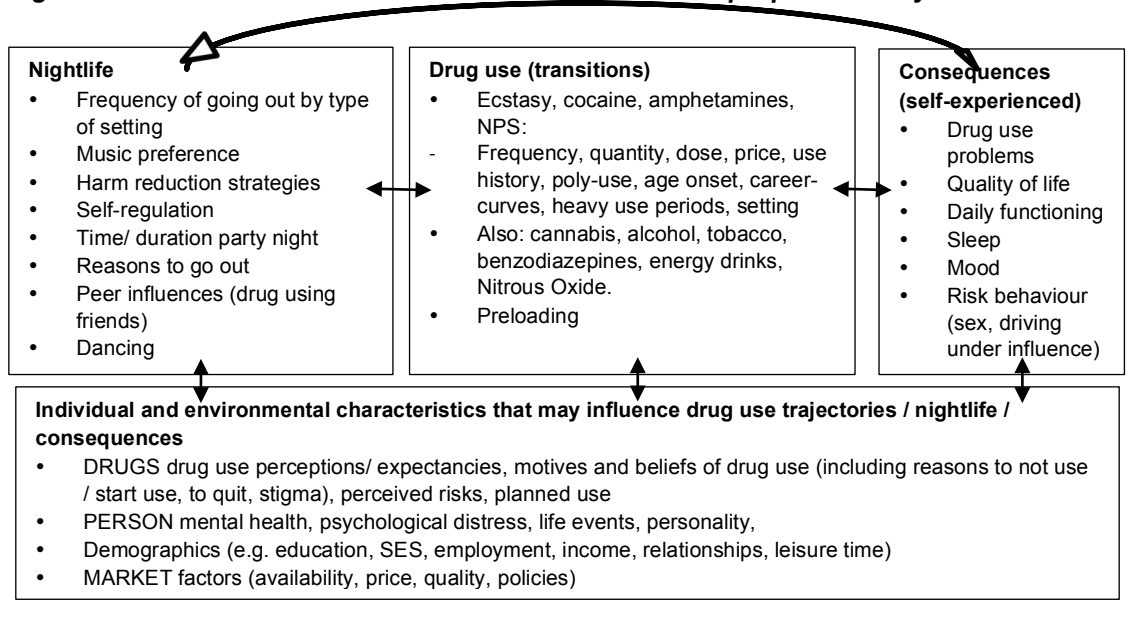 Nightlife
• Frequency of going out by type
of setting
• Music preference
• Harm reduction strategies
• Self-regulation
• Time/ duration party night
• Reasons to go out
• Peer influences (drug using
friends)
• Dancing
Drug use (transitions)
• Ecstasy, cocaine, amphetamines,
NPS:
- Frequency, quantity, dose, price, use
history, poly-use, age onset, career-
curves, heavy use periods, setting
• Also: cannabis, alcohol, tobacco,
benzodiazepines, energy drinks,
Nitrous Oxide.
• Preloading
Consequences
(self-experienced)
• Drug use
problems
• Quality of life
• Daily functioning
• Sleep
• Mood
• Risk behaviour
(sex, driving
under influence)
Individual and environmental characteristics that may influence drug use trajectories / nightlife /
consequences
• DRUGS drug use perceptions/ expectancies, motives and beliefs of drug use (including reasons to not use
/ start use, to quit, stigma), perceived risks, planned use
• PERSON mental health, psychological distress, life events, personality,
• Demographics (e.g. education, SES, employment, income, relationships, leisure time)
• MARKET factors (availability, price, quality, policies)